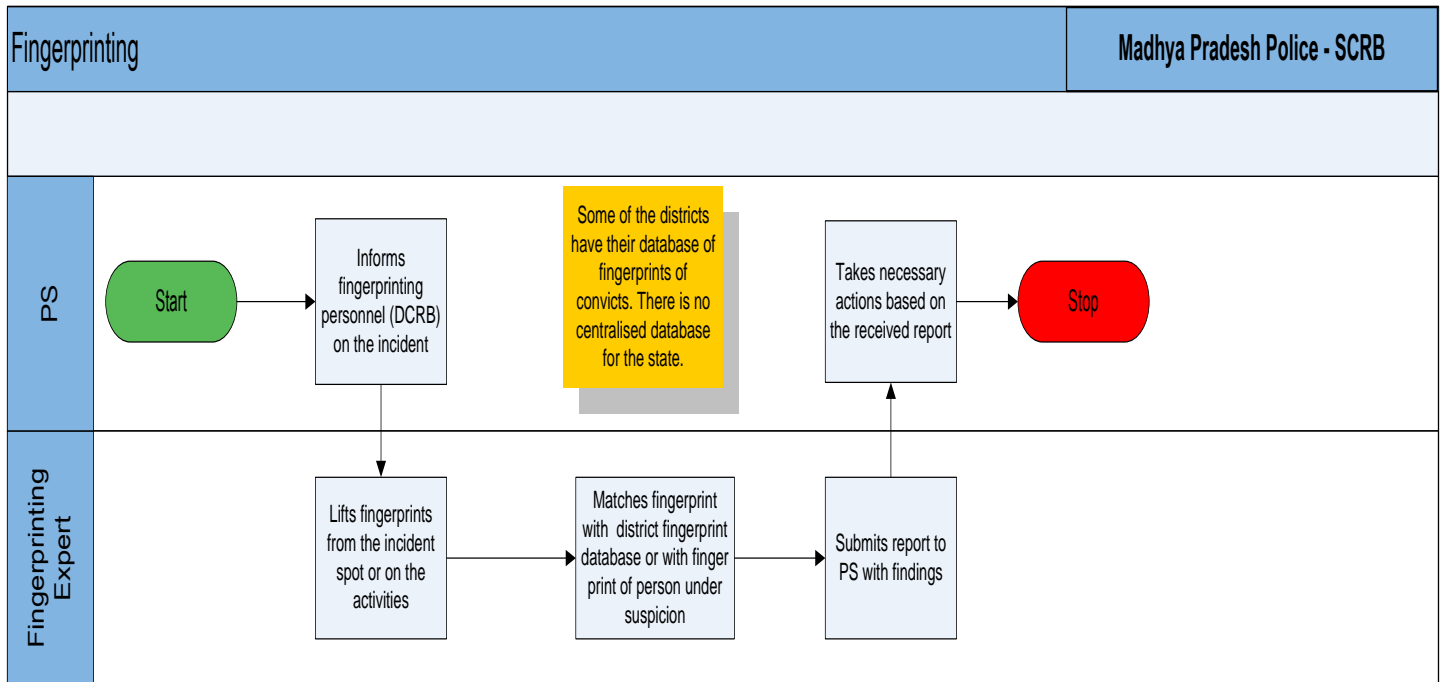 Fingerprinting
Madhya Pradesh Police - SCRB
PS
Start
Informs
fingerprinting
personnel (DCRB)
on the incident
Some of the districts
have their database of
fingerprints of
convicts. There is no
centralised database
for the state.
Takes necessary
actions based on
the received report
Stop
Fingerprinting
Expert
Lifts fingerprints
from the incident
spot or on the
activities
Matches fingerprint
with district fingerprint
database or with finger
print of person under
suspicion
Submits report to
PS with findings